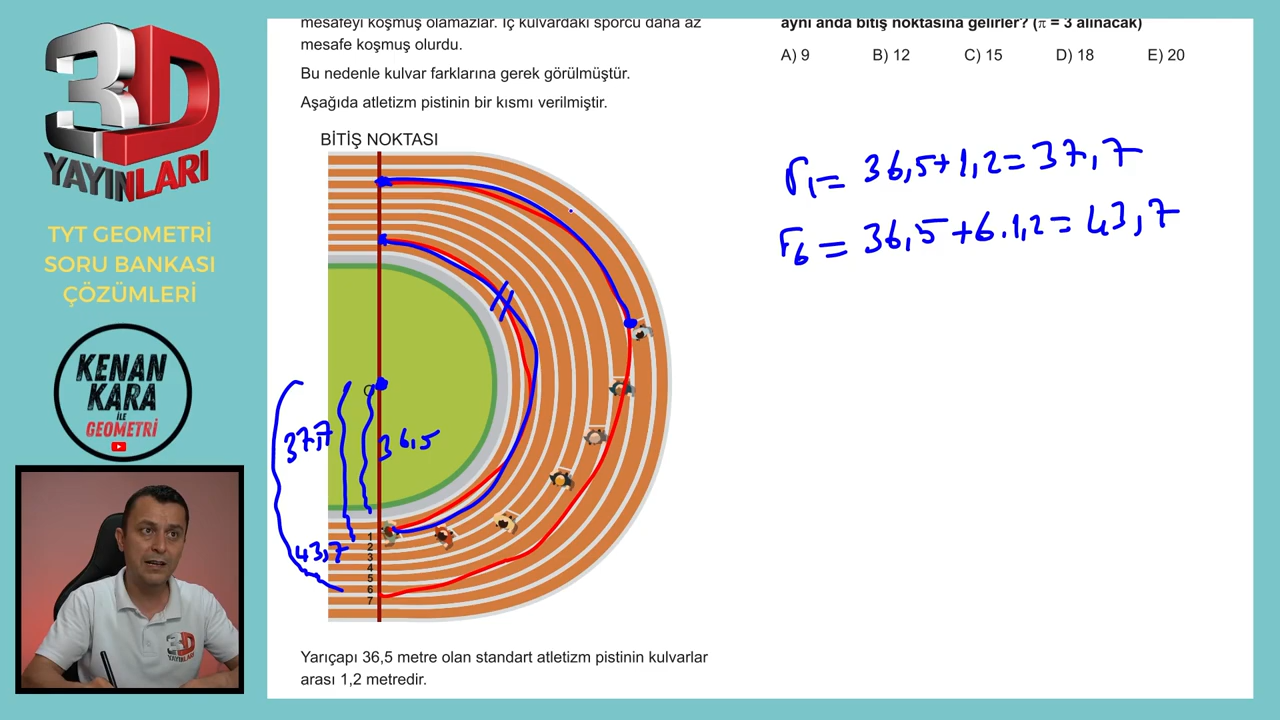 3D
YAYINLARI
TYT GEOMETRİ
SORU BANKASI
ÇÖZÜMLERİ
KENAN
KARA
İLE
GEOMETRİ
3D
YAYINLARI
mesafeyi koşmuş olamazlar. İç kulvardaki sporcu daha az
mesafe koşmuş olurdu.
Bu nedenle kulvar farklarına gerek görülmüştür.
Aşağıda atletizm pistinin bir kısmı verilmiştir.
BİTİŞ NOKTASI
37,7
36,5
43,7
1
2
3
4
5
6
7
Yarıçapı 36,5 metre olan standart atletizm pistinin kulvarlar
arası 1,2 metredir.
aynı anda bitiş noktasına gelirler? (π = 3 alınacak)
A) 9 B) 12 C) 15 D) 18 E) 20
r₁ = 36,5+1,2=37,7
r₆ = 36,5+6.1,2=43,7